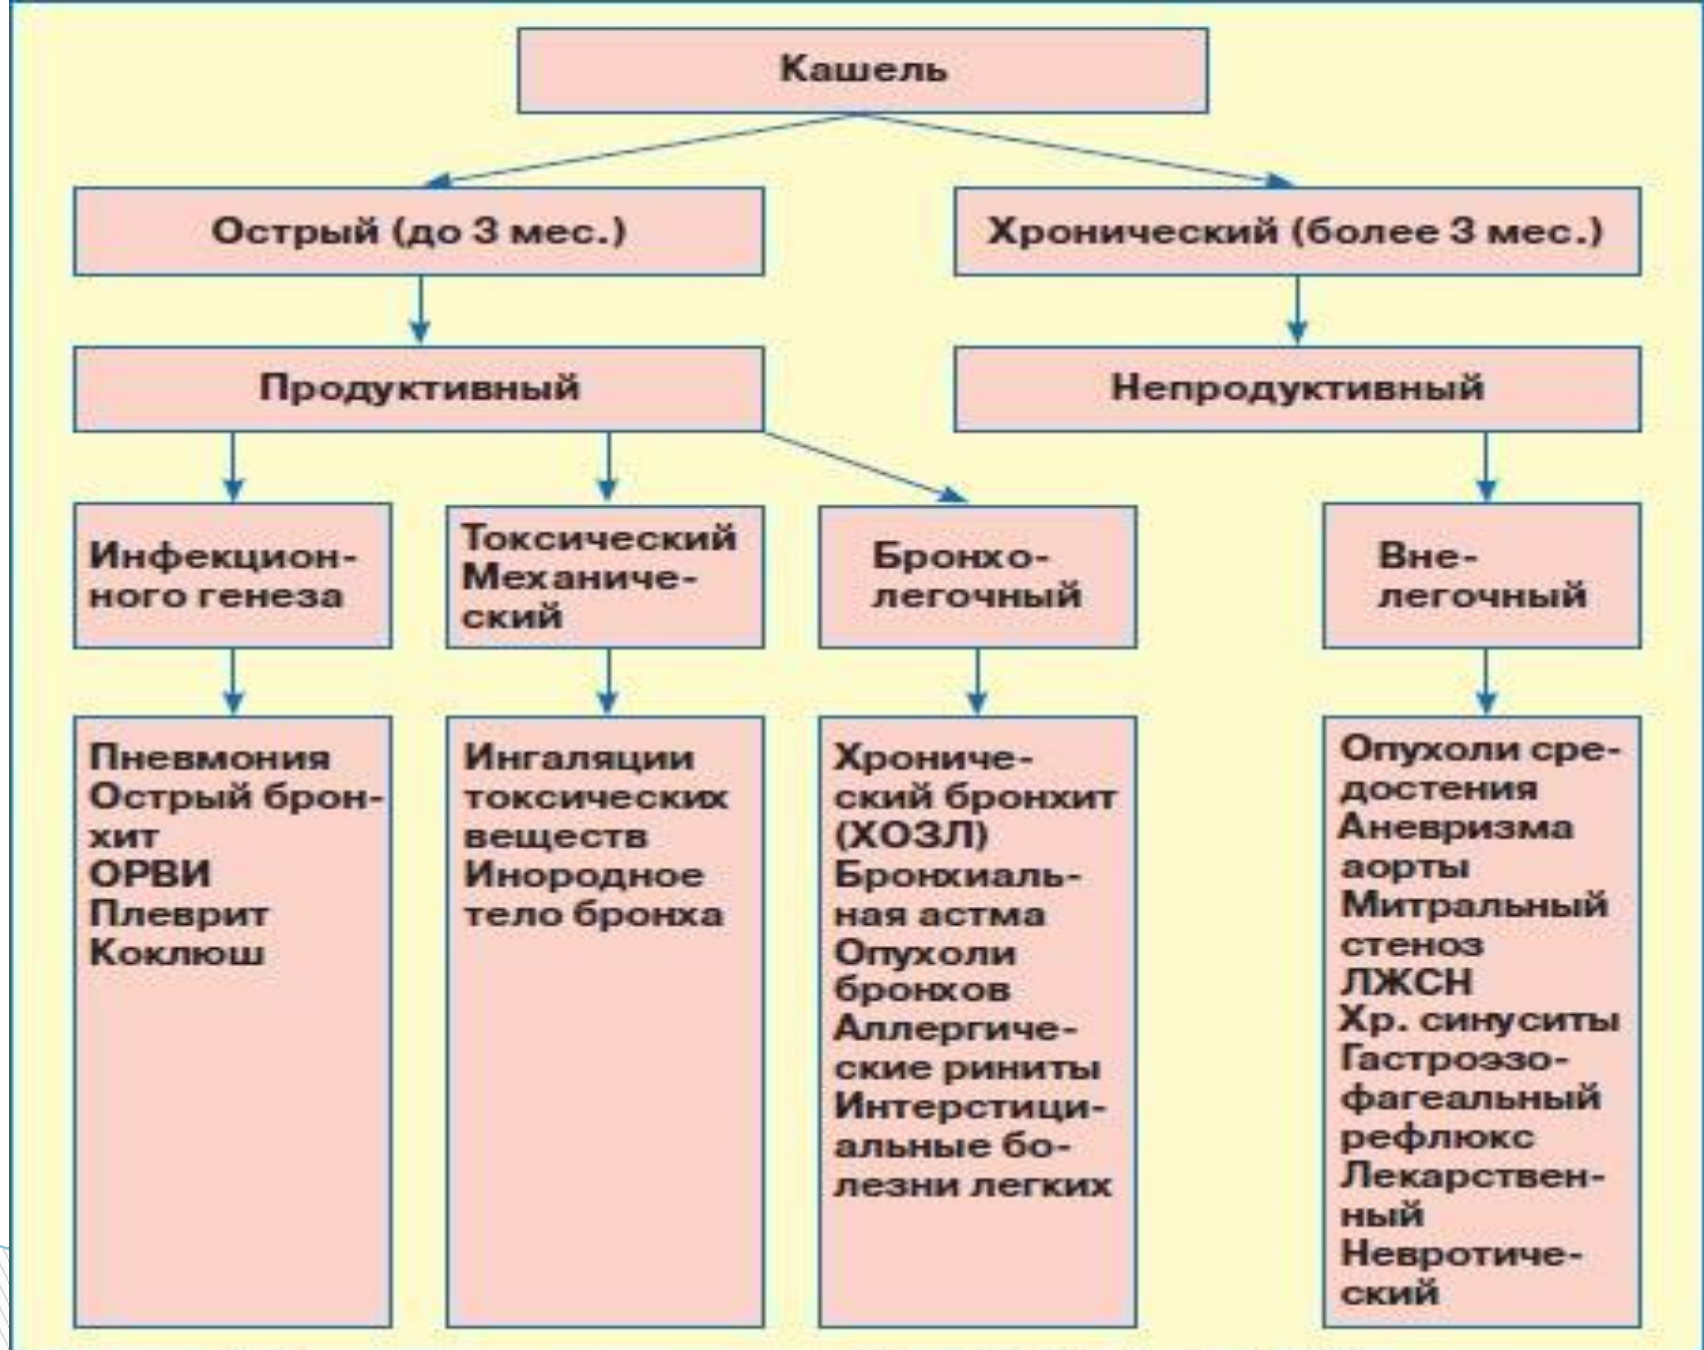 Кашель
Острый (до 3 мес.)
Хронический (более 3 мес.)
Продуктивный
Непродуктивный
Инфекцион-
ного генеза
Токсический
Механиче-
ский
Бронхо-
легочный
Вне-
легочный
Пневмония
Острый брон-
хит
ОРВИ
Плеврит
Коклюш
Ингаляции
токсических
веществ
Инородное
тело бронха
Хрониче-
ский бронхит
(ХОЗЛ)
Бронхиаль-
ная астма
Опухоли
бронхов
Аллергиче-
ские риниты
Интерстици-
альные бо-
лезни легких
Опухоли сре-
достения
Аневризма
аорты
Митральный
стеноз
ЛЖСН
Хр. синуситы
Гастроэзо-
фагеальный
рефлюкс
Лекарствен-
ный
Невротиче-
ский